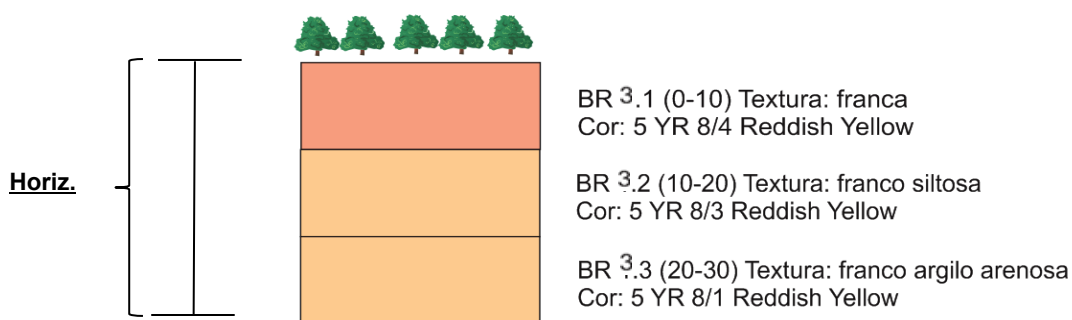 BR 3.1 (0-10) Textura: franca
Cor: 5 YR 8/4 Reddish Yellow
Horiz.
BR 3.2 (10-20) Textura: franco siltosa
Cor: 5 YR 8/3 Reddish Yellow
BR 3.3 (20-30) Textura: franco argilo arenosa
Cor: 5 YR 8/1 Reddish Yellow